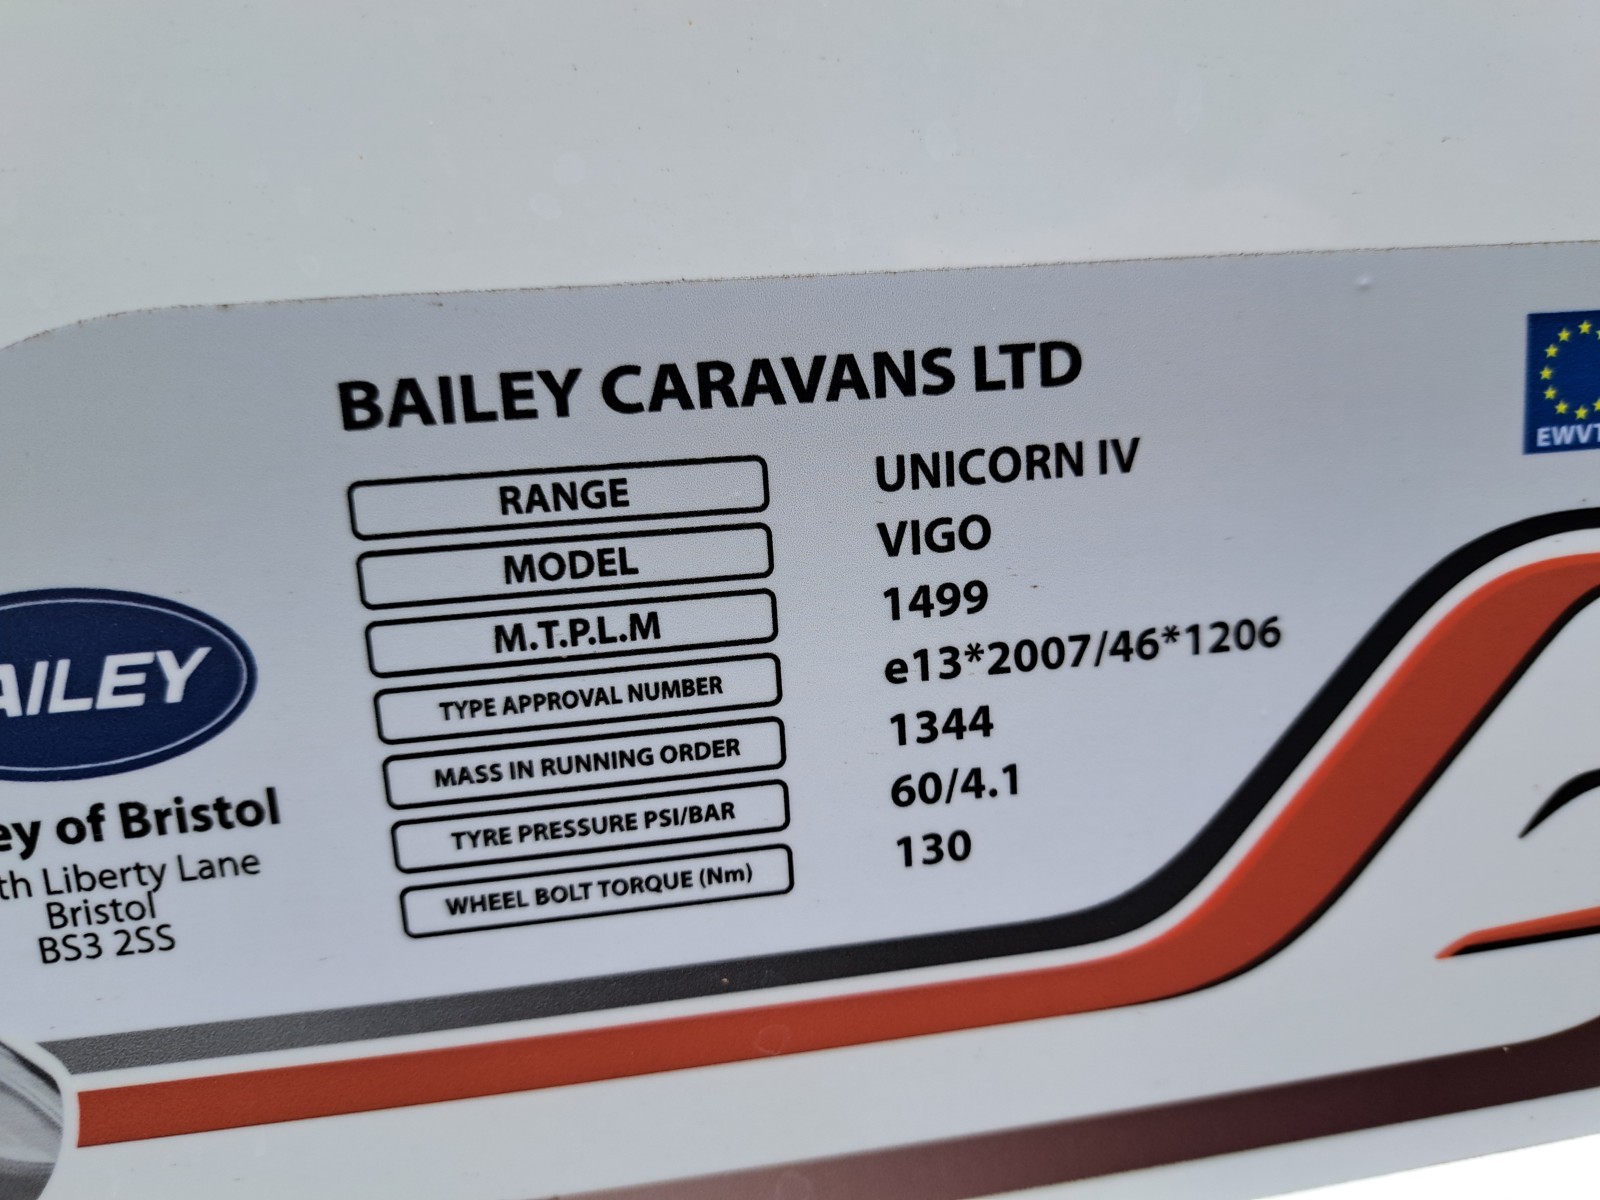 BAILEY CARAVANS LTD
RANGE UNICORN IV
MODEL VIGO
M.T.P.L.M 1499
TYPE APPROVAL NUMBER e13*2007/46*1206
MASS IN RUNNING ORDER 1344
TYRE PRESSURE PSI/BAR 60/4.1
WHEEL BOLT TORQUE (Nm) 130
AILEY
ey of Bristol
th Liberty Lane
Bristol
BS3 2SS
EWVT